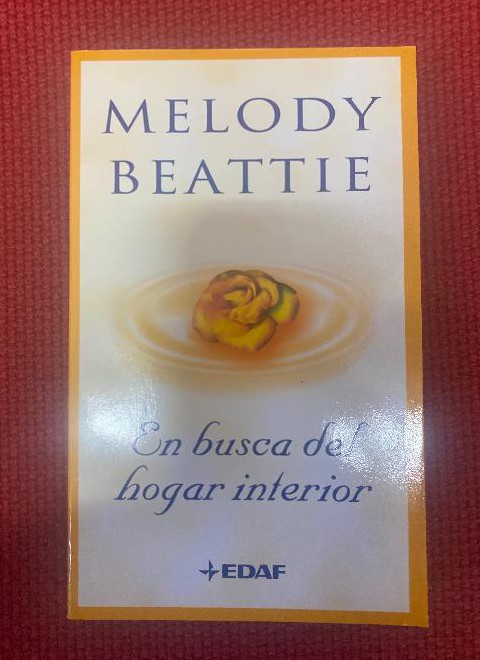 MELODY
BEATTIE
En busca del
hogar interior
EDAF